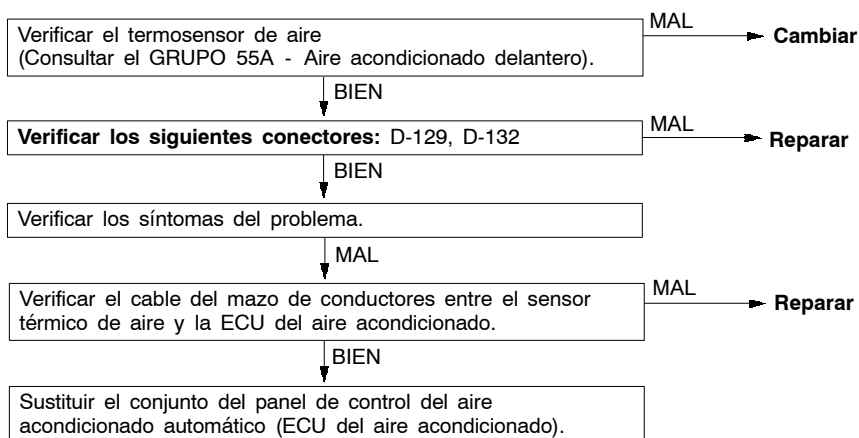 Verificar el termosensor de aire
(Consultar el GRUPO 55A - Aire acondicionado delantero).
MAL
Cambiar
BIEN
Verificar los siguientes conectores: D-129, D-132
MAL
Reparar
BIEN
Verificar los síntomas del problema.
MAL
Verificar el cable del mazo de conductores entre el sensor
térmico de aire y la ECU del aire acondicionado.
MAL
Reparar
BIEN
Sustituir el conjunto del panel de control del aire
acondicionado automático (ECU del aire acondicionado).